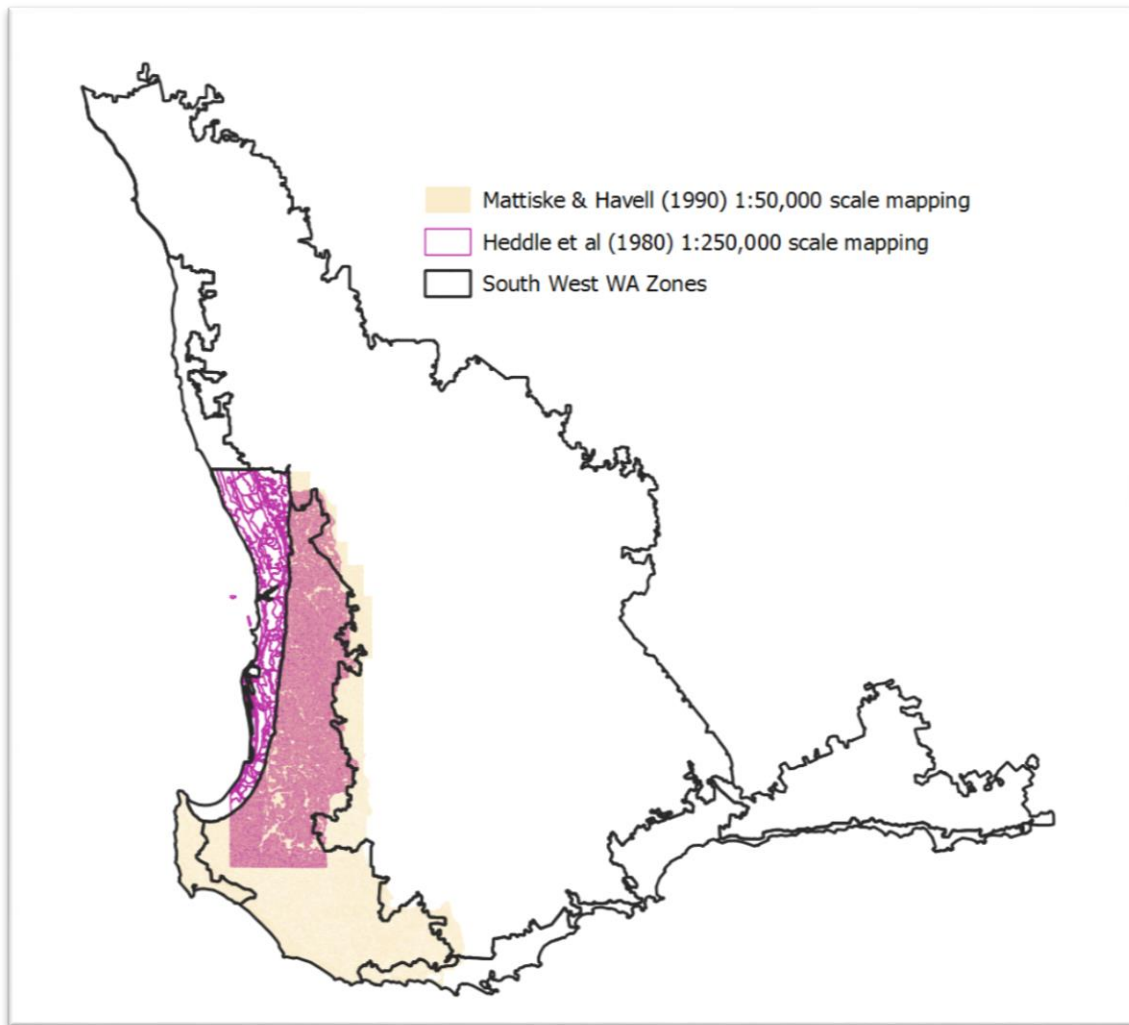 Mattiske & Havell (1990) 1:50,000 scale mapping
Heddle et al (1980) 1:250,000 scale mapping
South West WA Zones